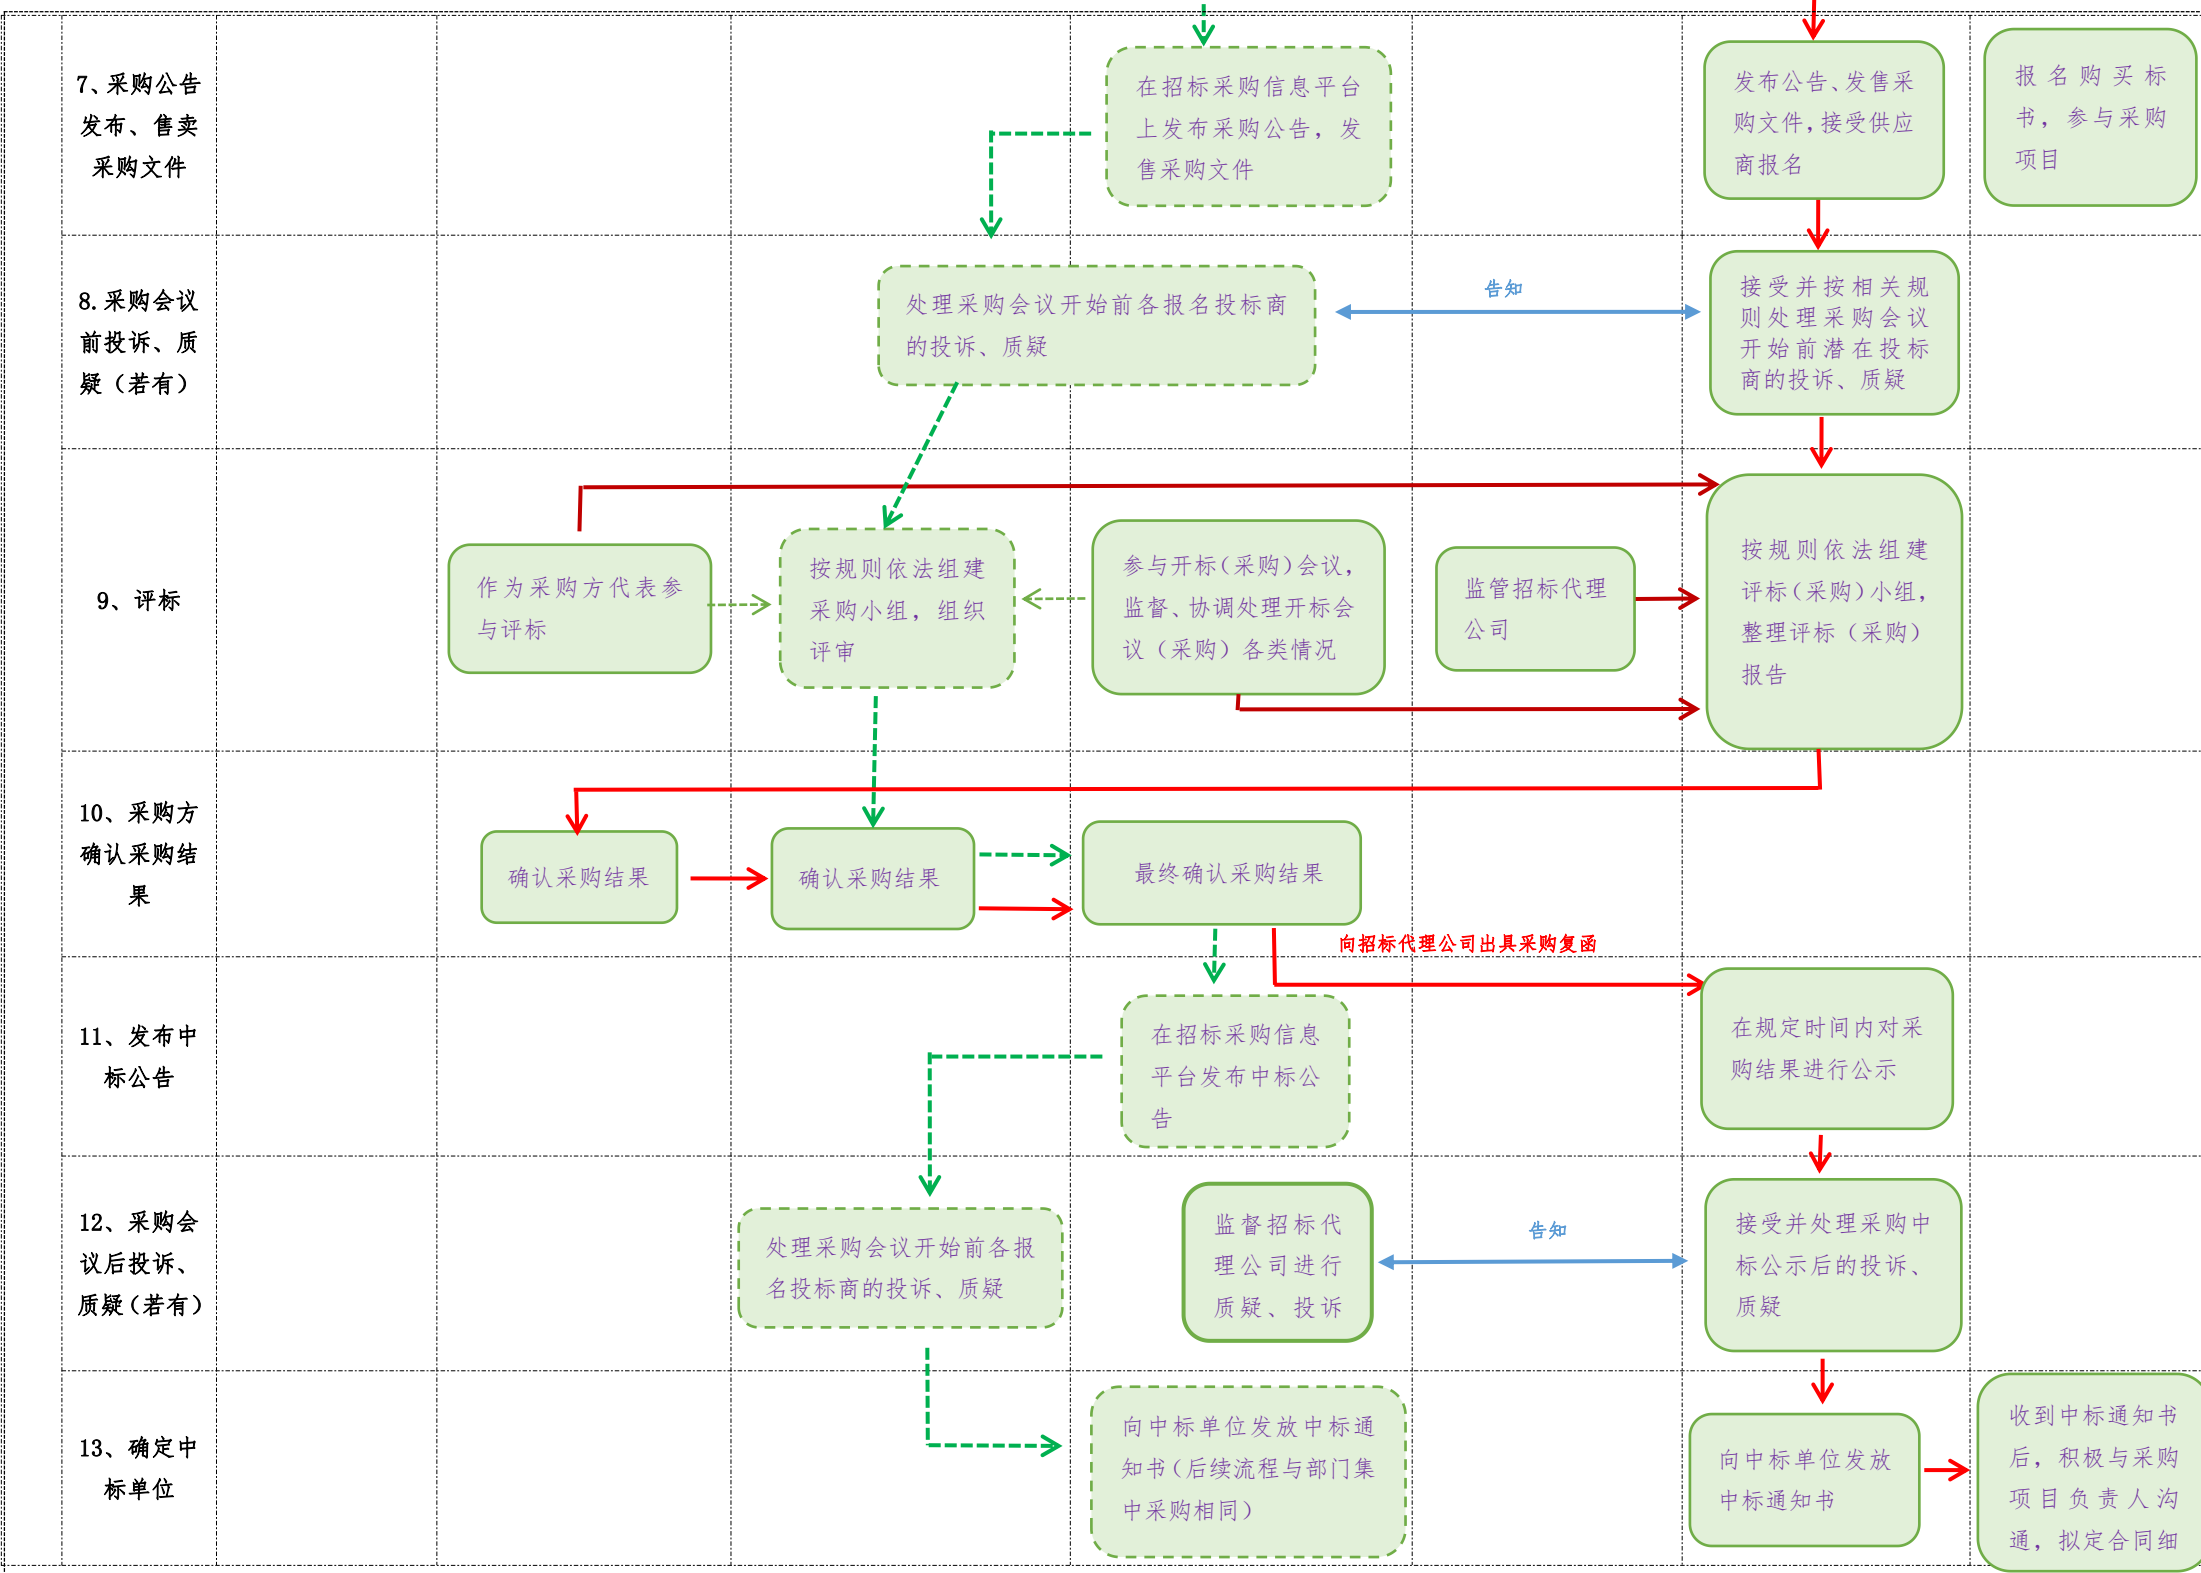 7、采购公告
发布、售卖
采购文件
在招标采购信息平台
上发布采购公告，发
售采购文件
发布公告、发售采
购文件，接受供应
商报名
报名购买标
书，参与采购
项目
8.采购会议
前投诉、质
疑（若有）
处理采购会议开始前各报名投标商
的投诉、质疑
告知
接受并按相关规
则处理采购会议
开始前潜在投标
商的投诉、质疑
9、评标
作为采购方代表参
与评标
按规则依法组建
采购小组，组织
评审
参与开标（采购）会议，
监督、协调处理开标会
议（采购）各类情况
监管招标代理
公司
按规则依法组建
评标（采购）小组，
整理评标（采购）
报告
10、采购方
确认采购结
果
确认采购结果
确认采购结果
最终确认采购结果
向招标代理公司出具采购复函
11、发布中
标公告
在招标采购信息
平台发布中标公
告
在规定时间内对采
购结果进行公示
12、采购会
议后投诉、
质疑（若有）
处理采购会议开始前各报
名投标商的投诉、质疑
监督招标代
理公司进行
质疑、投诉
告知
接受并处理采购中
标公示后的投诉、
质疑
13、确定中
标单位
向中标单位发放中标通
知书（后续流程与部门集
中采购相同）
向中标单位发放
中标通知书
收到中标通知书
后，积极与采购
项目负责人沟
通，拟定合同细